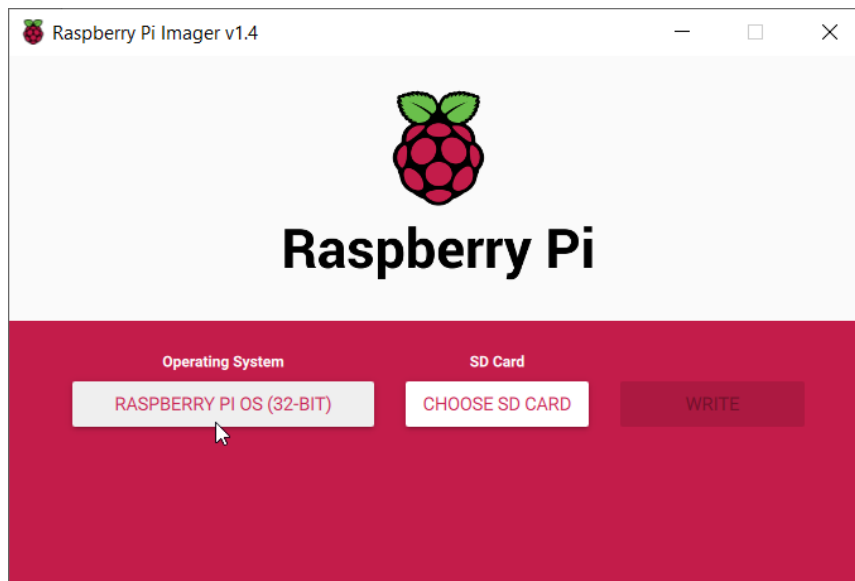 Raspberry Pi Imager v1.4
Raspberry Pi
Operating System
SD Card
RASPBERRY PI OS (32-BIT)
CHOOSE SD CARD
WRITE